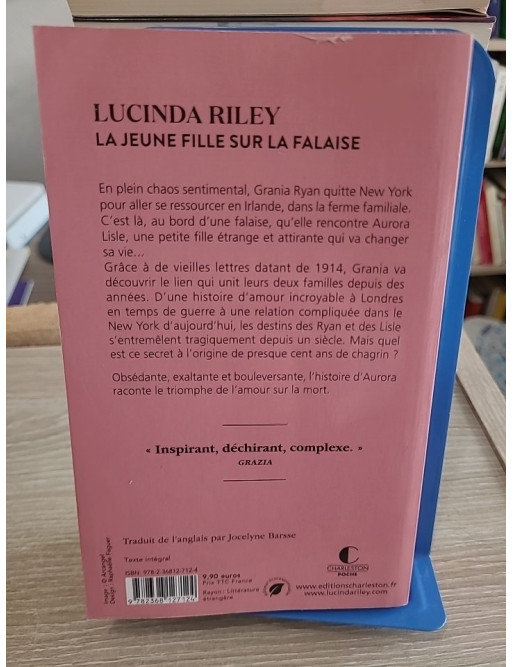 LUCINDA RILEY
LA JEUNE FILLE SUR LA FALAISE
En plein chaos sentimental, Grania Ryan quitte New York
pour aller se ressourcer en Irlande, dans la ferme familiale.
C'est là, au bord d'une falaise, qu'elle rencontre Aurora
Lisle, une petite fille étrange et attirante qui va changer
sa vie...
Grâce à de vieilles lettres datant de 1914, Grania va
découvrir le lien qui unit leurs deux familles depuis des
années. D'une histoire d'amour incroyable à Londres
en temps de guerre à une relation compliquée dans le
New York d'aujourd'hui, les destins des Ryan et des Lisle
s'entremêlent tragiquement depuis un siècle. Mais quel
est ce secret à l'origine de presque cent ans de chagrin ?
Obsédante, exaltante et bouleversante, l'histoire d'Aurora
raconte le triomphe de l'amour sur la mort.
« Inspirant, déchirant, complexe. »
GRAZIA
Traduit de l'anglais par Jocelyne Barsse
Texte intégral
ISBN: 978-2-36812-712-4
9 782368 127124
9,90 euros
Prix TTC France
Rayon: Littérature
étrangère
CHARLESTON
POCHE
www.editionscharleston.fr
www.lucindariley.com
Image : © Arcangel
Design : Raphaëlle Faguer